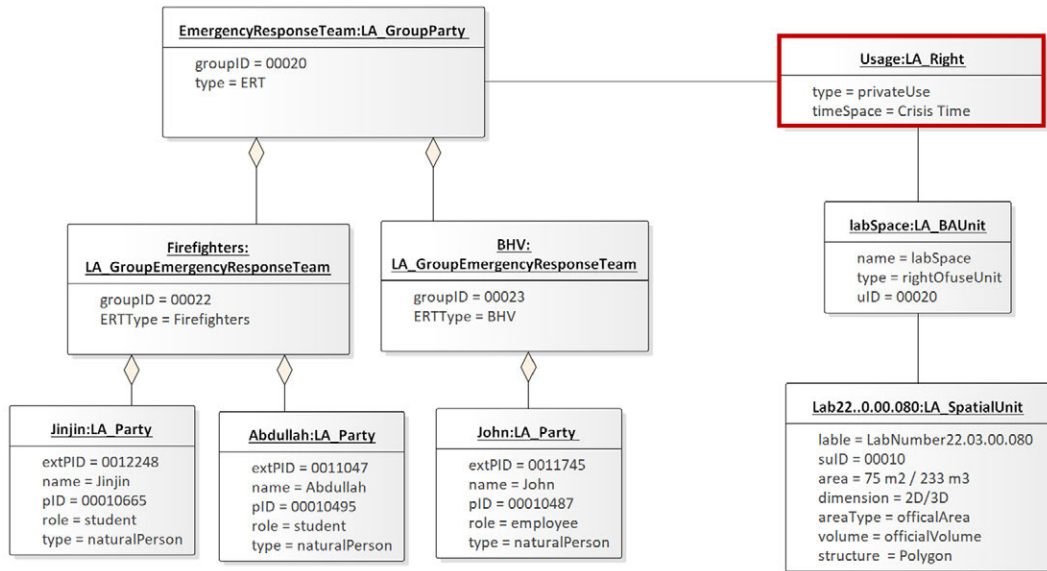 EmergencyResponseTeam:LA_GroupParty
groupID = 00020
type = ERT
Usage:LA_Right
type = privateUse
timeSpace = Crisis Time
Firefighters:
LA_GroupEmergencyResponseTeam
groupID = 00022
ERTType = Firefighters
BHV:
LA_GroupEmergencyResponseTeam
groupID = 00023
ERTType = BHV
labSpace:LA_BAUnit
name = labSpace
type = rightOfuseUnit
uID = 00020
Jinjin:LA_Party
extPID = 0012248
name = Jinjin
pID = 00010665
role = student
type = naturalPerson
Abdullah:LA_Party
extPID = 0011047
name = Abdullah
pID = 00010495
role = student
type = naturalPerson
John:LA_Party
extPID = 0011745
name = John
pID = 00010487
role = employee
type = naturalPerson
Lab22..0.00.080:LA_SpatialUnit
lable = LabNumber22.03.00.080
suID = 00010
area = 75 m2 / 233 m3
dimension = 2D/3D
areaType = officalArea
volume = officialVolume
structure = Polygon